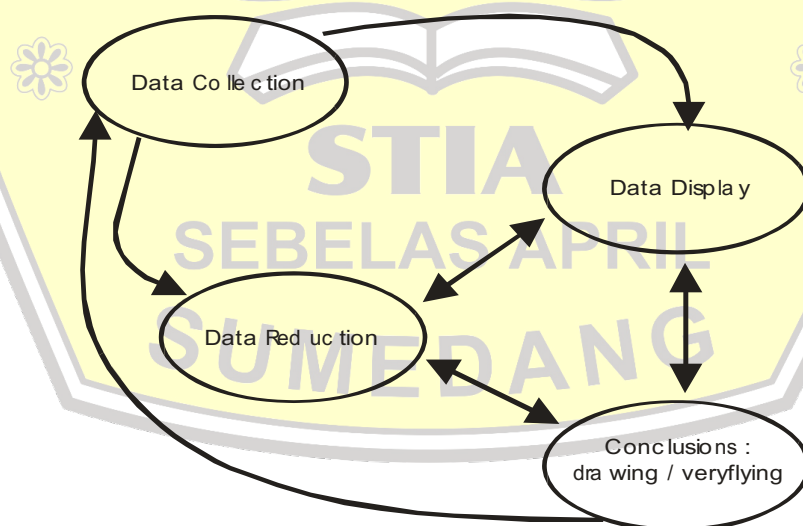 Data Collection
STIA
Data Display
SEBELAS APRIL
Data Reduction
SUMEDANG
Conclusions :
drawing / veryflying